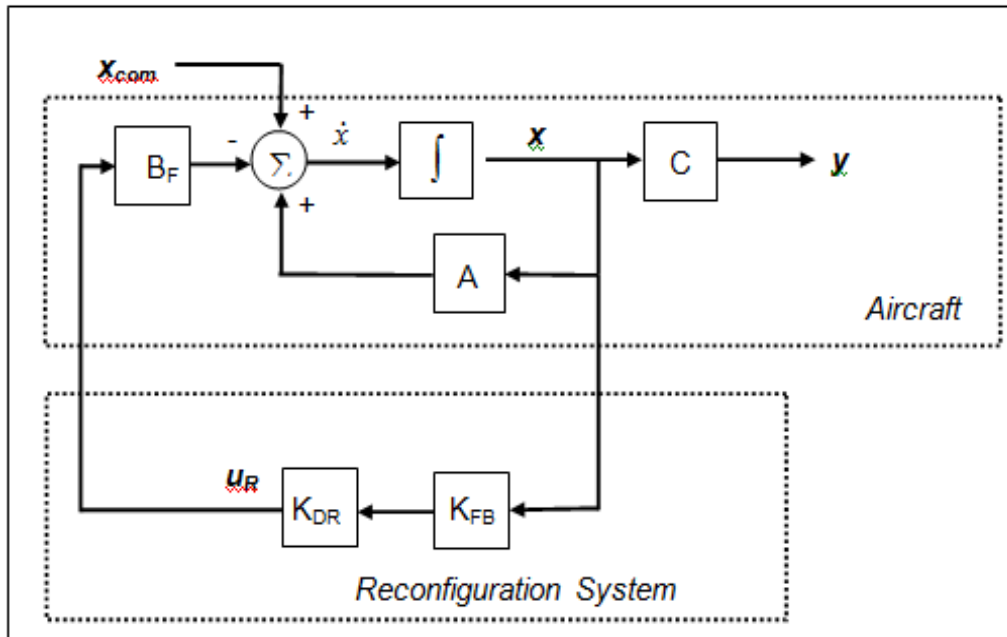 x_com
+
-
ẋ
x
B_F
Σ
∫
C
y
+
A
Aircraft
u_R
K_DR
K_FB
Reconfiguration System